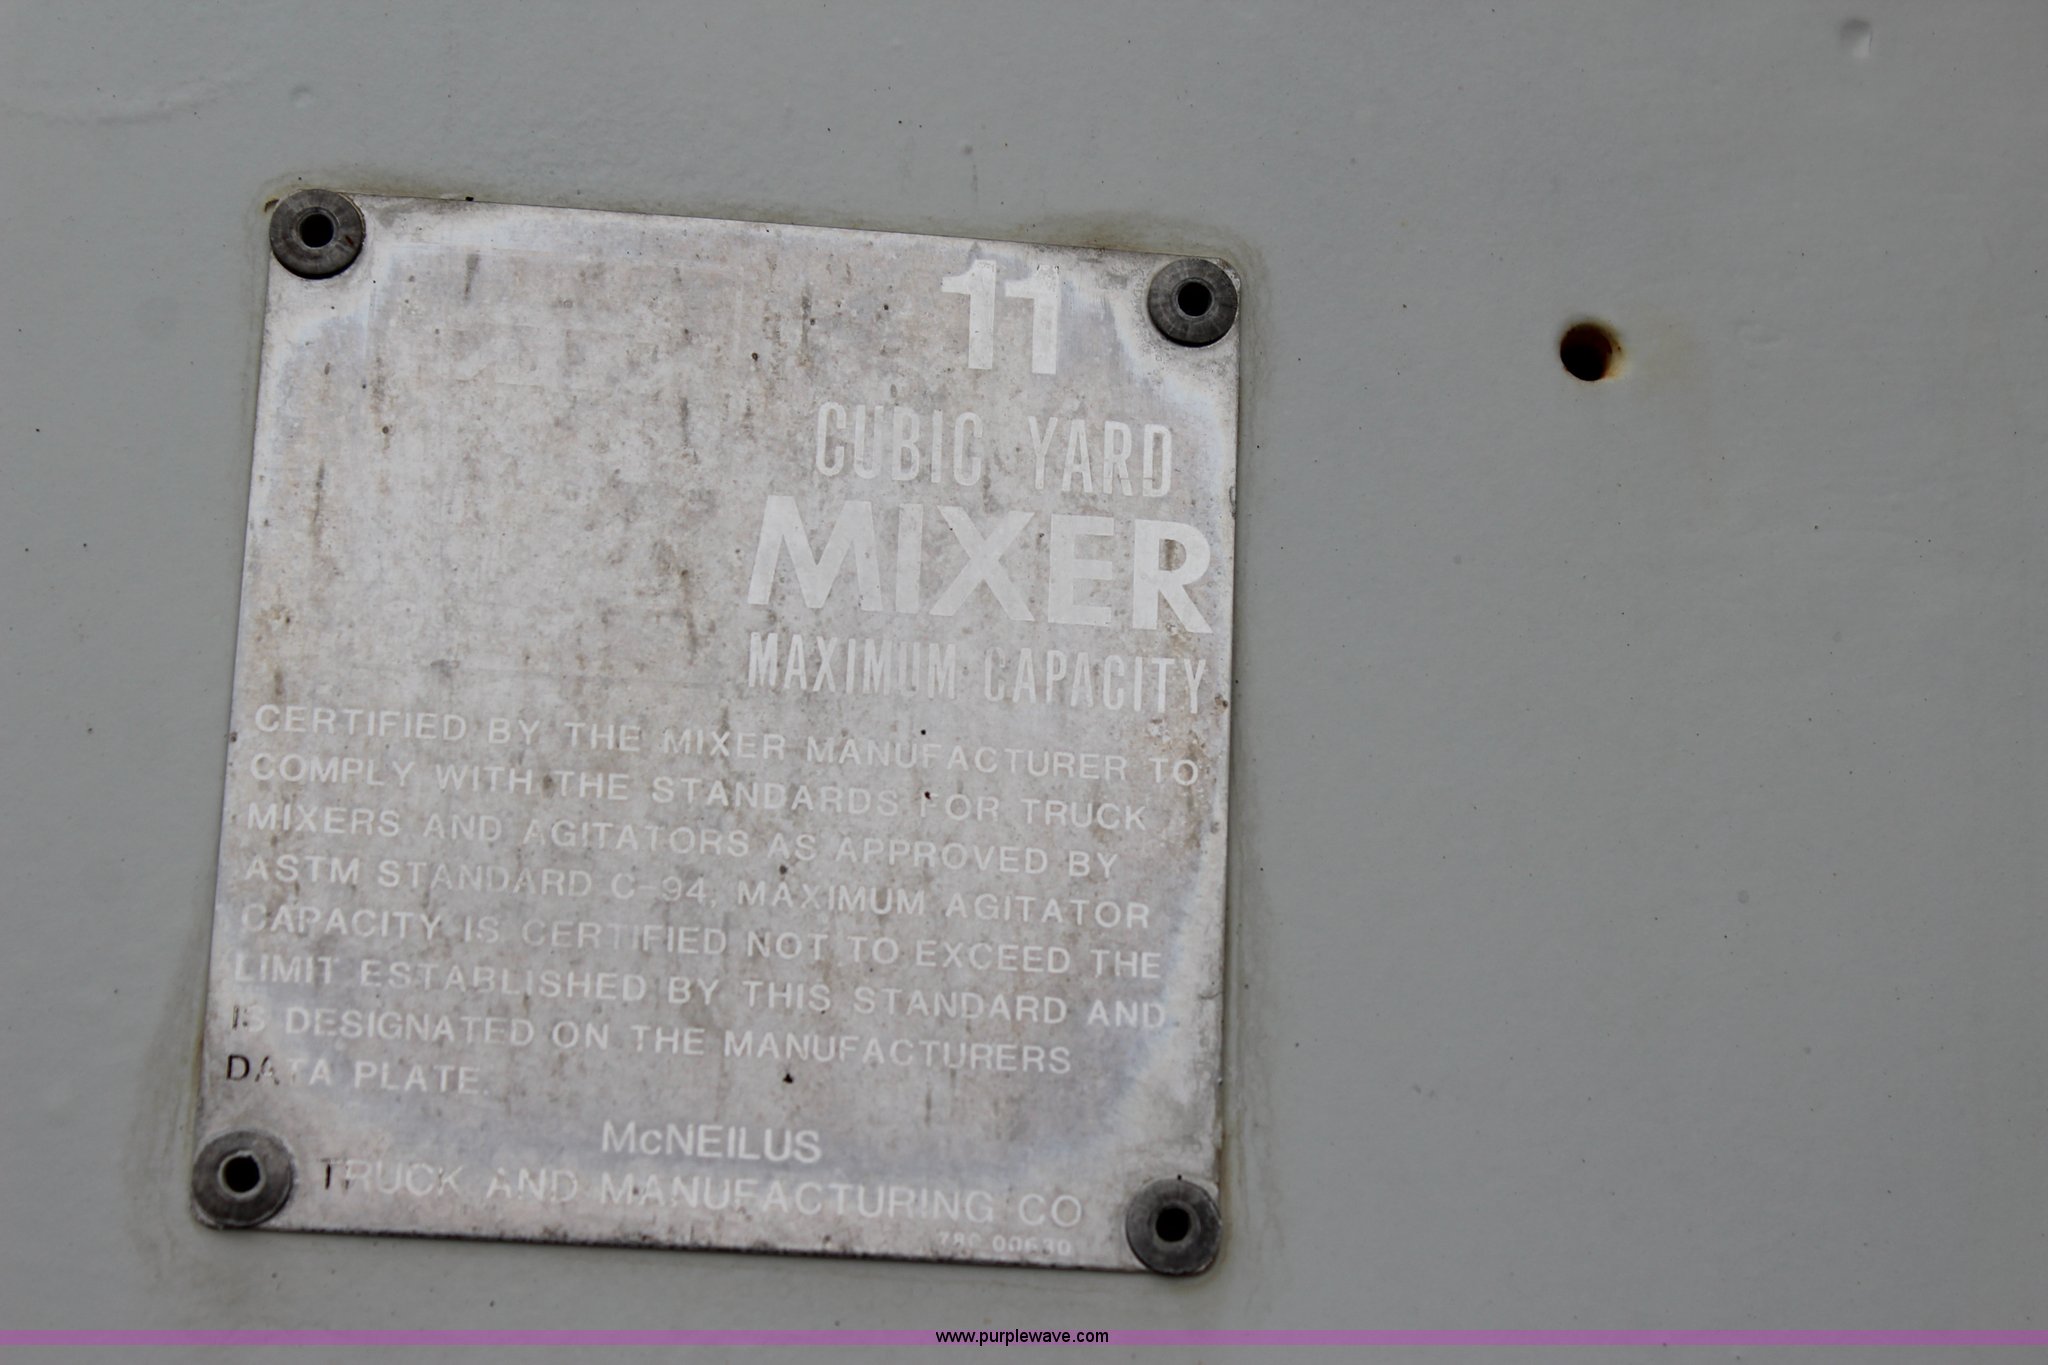 11
CUBIC YARD
MIXER
MAXIMUM CAPACITY
CERTIFIED BY THE MIXER MANUFACTURER TO
COMPLY WITH THE STANDARDS FOR TRUCK
MIXERS AND AGITATORS AS APPROVED BY
ASTM STANDARD C-94, MAXIMUM AGITATOR
CAPACITY IS CERTIFIED NOT TO EXCEED THE
LIMIT ESTABLISHED BY THIS STANDARD AND
IS DESIGNATED ON THE MANUFACTURERS
DATA PLATE.
McNEILUS
TRUCK AND MANUFACTURING CO
www.purplewave.com